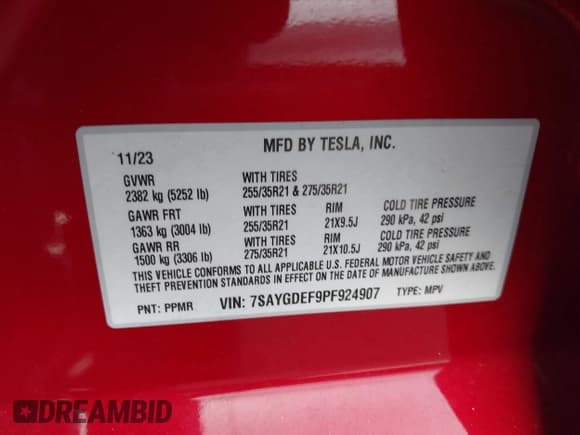 MFD BY TESLA, INC.
11/23
GVWR WITH TIRES
2382 kg (5252 lb) 255/35R21 & 275/35R21
GAWR FRT WITH TIRES RIM COLD TIRE PRESSURE
1363 kg (3004 lb) 255/35R21 21X9.5J 290 kPa, 42 psi
GAWR RR WITH TIRES RIM COLD TIRE PRESSURE
1500 kg (3306 lb) 275/35R21 21X10.5J 290 kPa, 42 psi
THIS VEHICLE CONFORMS TO ALL APPLICABLE U.S. FEDERAL MOTOR VEHICLE SAFETY AND
THEFT PREVENTION STANDARDS IN EFFECT ON THE DATE OF MANUFACTURE SHOWN ABOVE.
PNT: PPMR VIN: 7SAYGDEF9PF924907 TYPE: MPV
DREAMBID